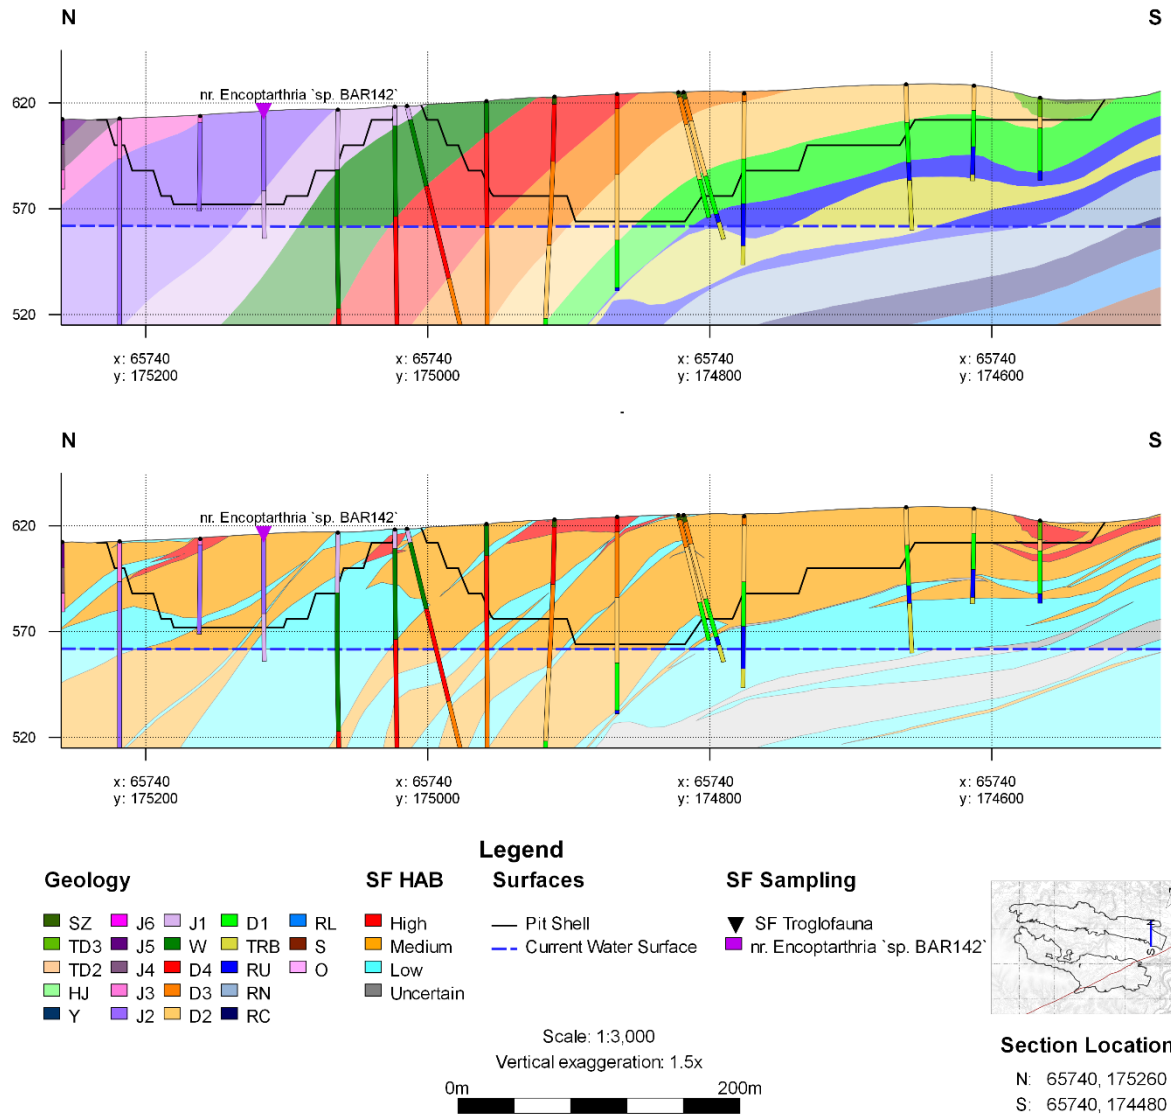 N
S
nr. Encoptarthria `sp. BAR142`
620
570
520
x: 65740
y: 175200
x: 65740
y: 175000
x: 65740
y: 174800
x: 65740
y: 174600
-
N
S
nr. Encoptarthria `sp. BAR142`
620
570
520
x: 65740
y: 175200
x: 65740
y: 175000
x: 65740
y: 174800
x: 65740
y: 174600
Legend
Geology
SZ
TD3
TD2
HJ
Y
J6
J5
J4
J3
J2
J1
W
D4
D3
D2
D1
TRB
RU
RN
RC
RL
S
O
SF HAB
High
Medium
Low
Uncertain
Surfaces
Pit Shell
Current Water Surface
SF Sampling
SF Troglofauna
nr. Encoptarthria `sp. BAR142`
Scale: 1:3,000
Vertical exaggeration: 1.5x
0m
200m
N
S
Section Location
N: 65740, 175260
S: 65740, 174480